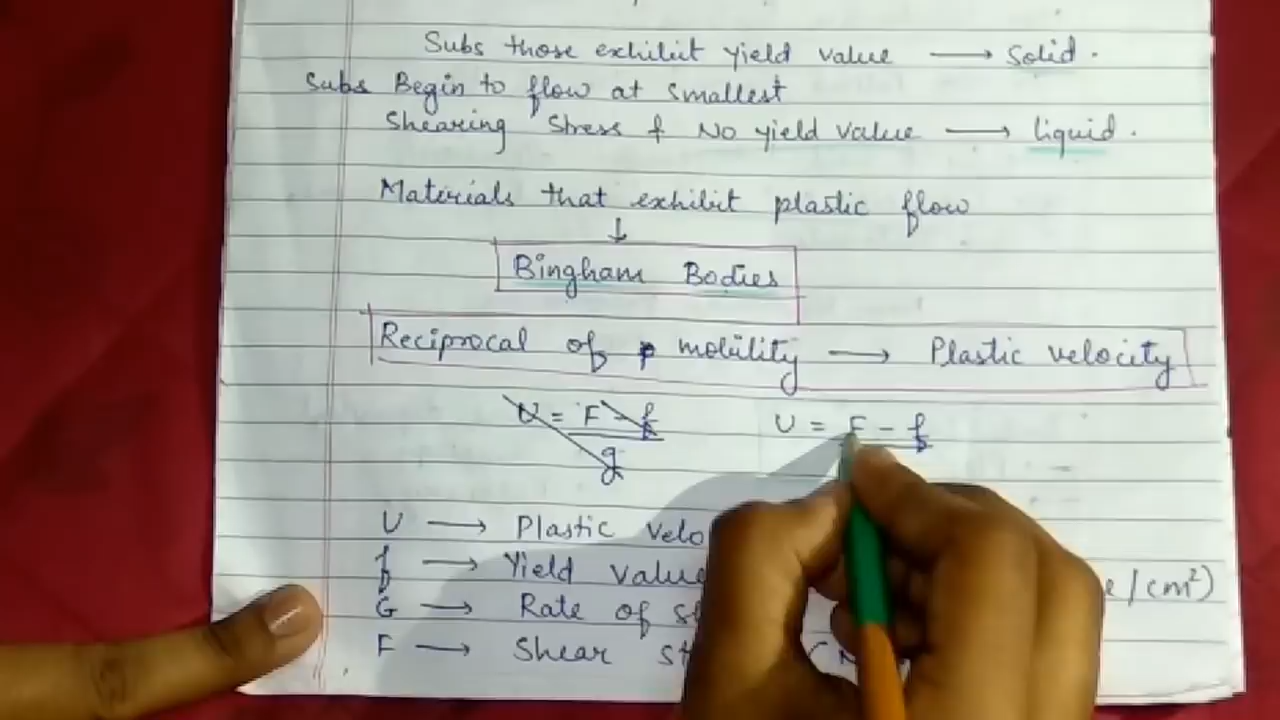 Subs those exhibit yield value → Solid.
Subs Begin to flow at smallest
Shearing Stress & No yield value → liquid.
Materials that exhibit plastic flow
↓
Bingham Bodies
Reciprocal of mobility → Plastic velocity
U = F - f / g
U = F - f
U → Plastic Velo
f → Yield value e/cm²)
G → Rate of s
F → Shear st